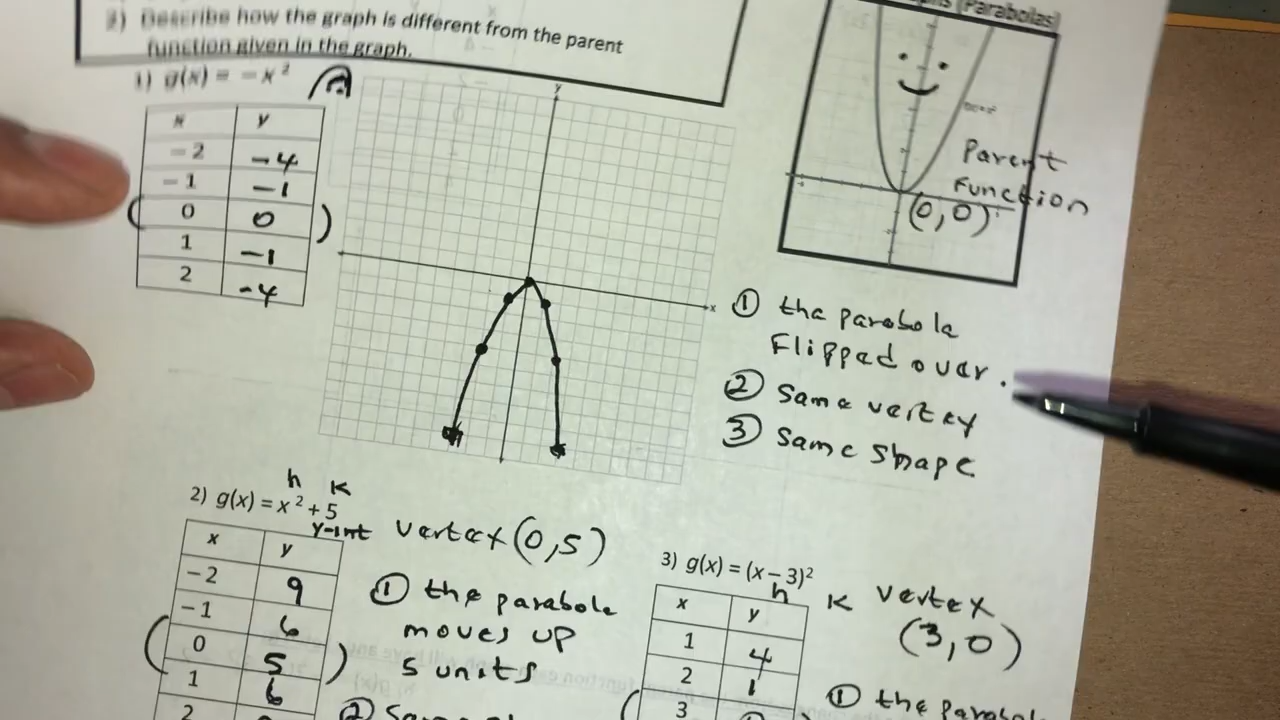 2) Describe how the graph is different from the parent
function given in the graph.
(Parabolas)
1) g(x) = -x²
x y
-2 -4
-1 -1
( 0 0 )
1 -1
2 -4
y
x
Parent
Function
(0,0)
① the parabola
Flipped over.
② Same vertex
③ Same Shape
h K
2) g(x) = x² + 5
Y-int Vertex (0,5)
x y
-2 9
-1 6
( 0 5 )
1 6
2
① the parabola
moves up
5 units
②
3) g(x) = (x – 3)²
h K Vertex
(3,0)
x y
1 4
2 1
( 3
① the